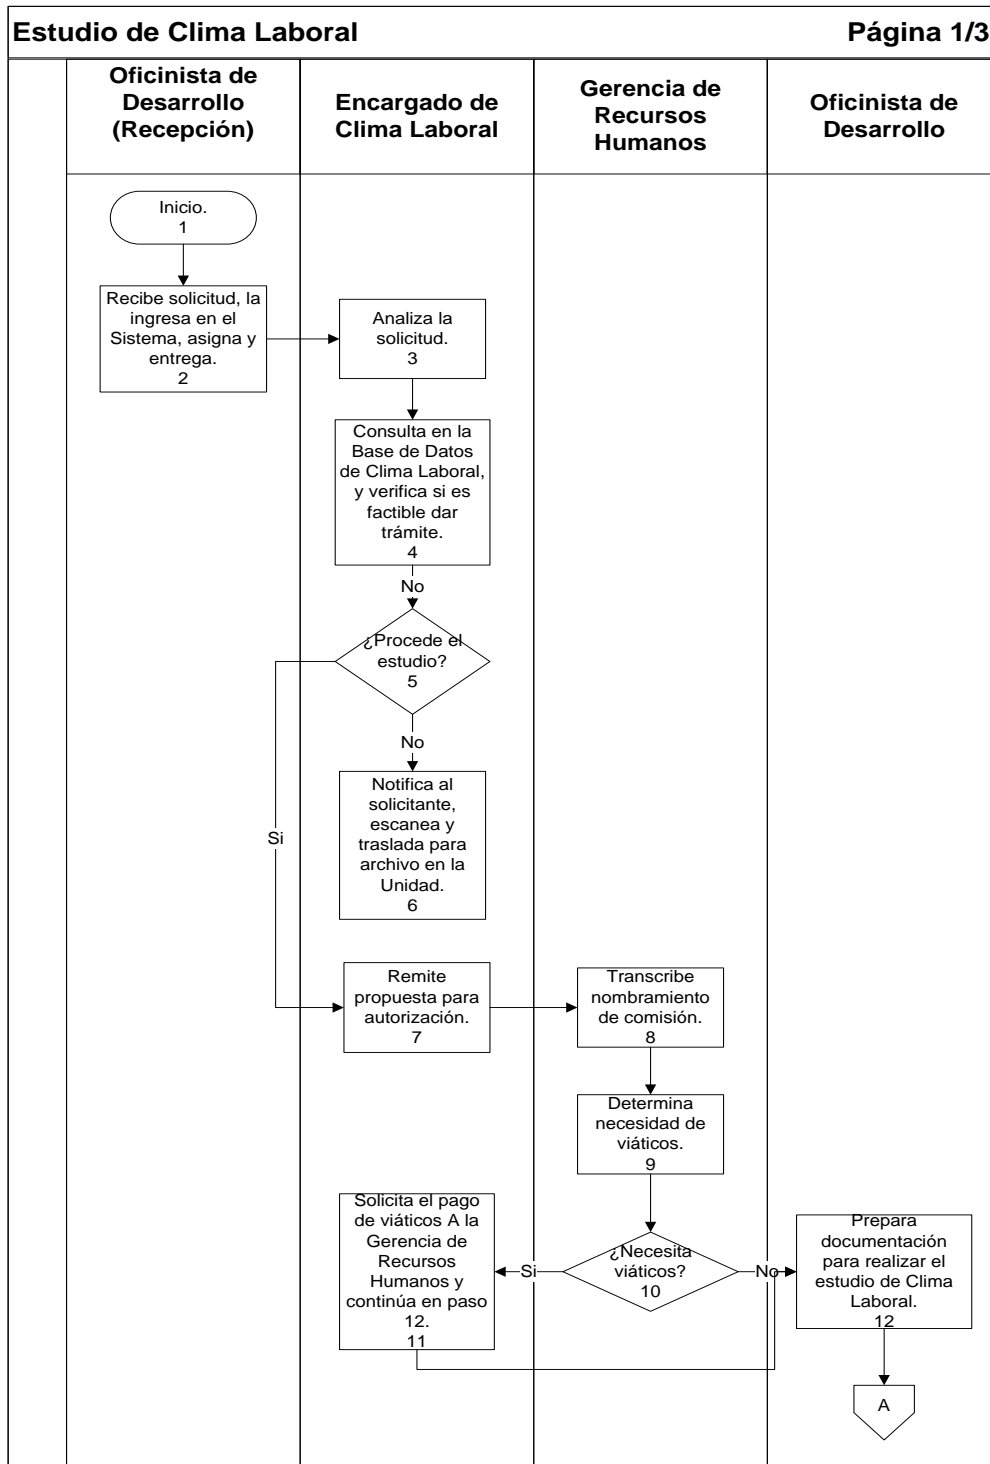 Estudio de Clima Laboral
Página 1/3
Oficinista de
Desarrollo
(Recepción)
Encargado de
Clima Laboral
Gerencia de
Recursos
Humanos
Oficinista de
Desarrollo
Inicio.
1
Recibe solicitud, la
ingresa en el
Sistema, asigna y
entrega.
2
Analiza la
solicitud.
3
Consulta en la
Base de Datos
de Clima Laboral,
y verifica si es
factible dar
trámite.
4
No
¿Procede el
estudio?
5
No
Si
Notifica al
solicitante,
escanea y
traslada para
archivo en la
Unidad.
6
Remite
propuesta para
autorización.
7
Transcribe
nombramiento
de comisión.
8
Determina
necesidad de
viáticos.
9
¿Necesita
viáticos?
10
Si
No
Solicita el pago
de viáticos A la
Gerencia de
Recursos
Humanos y
continúa en paso
12.
11
Prepara
documentación
para realizar el
estudio de Clima
Laboral.
12
A